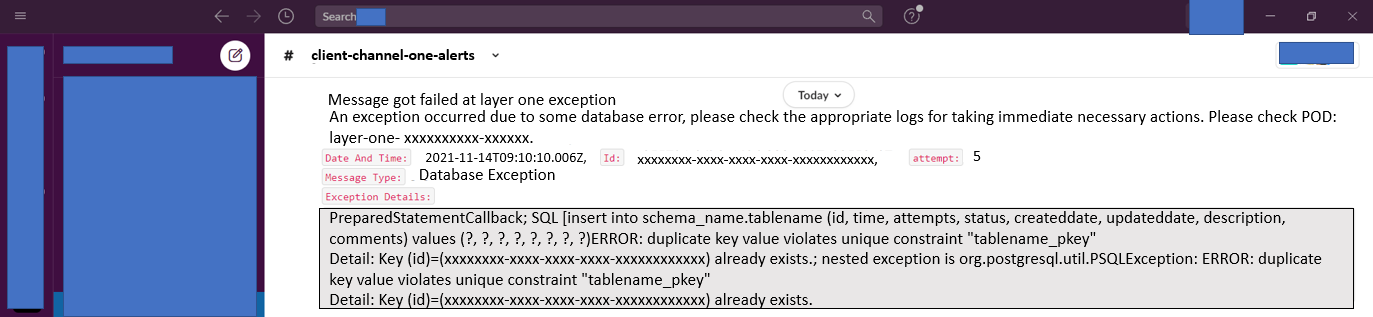 Search
# client-channel-one-alerts
Today
Message got failed at layer one exception
An exception occurred due to some database error, please check the appropriate logs for taking immediate necessary actions. Please check POD:
layer-one- xxxxxxxxxx-xxxxxx.
Date And Time: 2021-11-14T09:10:10.006Z, Id: xxxxxxxx-xxxx-xxxx-xxxx-xxxxxxxxxxxx, attempt: 5
Message Type: Database Exception
Exception Details:
PreparedStatementCallback; SQL [insert into schema_name.tablename (id, time, attempts, status, createddate, updateddate, description,
comments) values (?, ?, ?, ?, ?, ?, ?, ?)ERROR: duplicate key value violates unique constraint "tablename_pkey"
Detail: Key (id)=(xxxxxxxx-xxxx-xxxx-xxxx-xxxxxxxxxxxx) already exists.; nested exception is org.postgresql.util.PSQLException: ERROR: duplicate
key value violates unique constraint "tablename_pkey"
Detail: Key (id)=(xxxxxxxx-xxxx-xxxx-xxxx-xxxxxxxxxxxx) already exists.